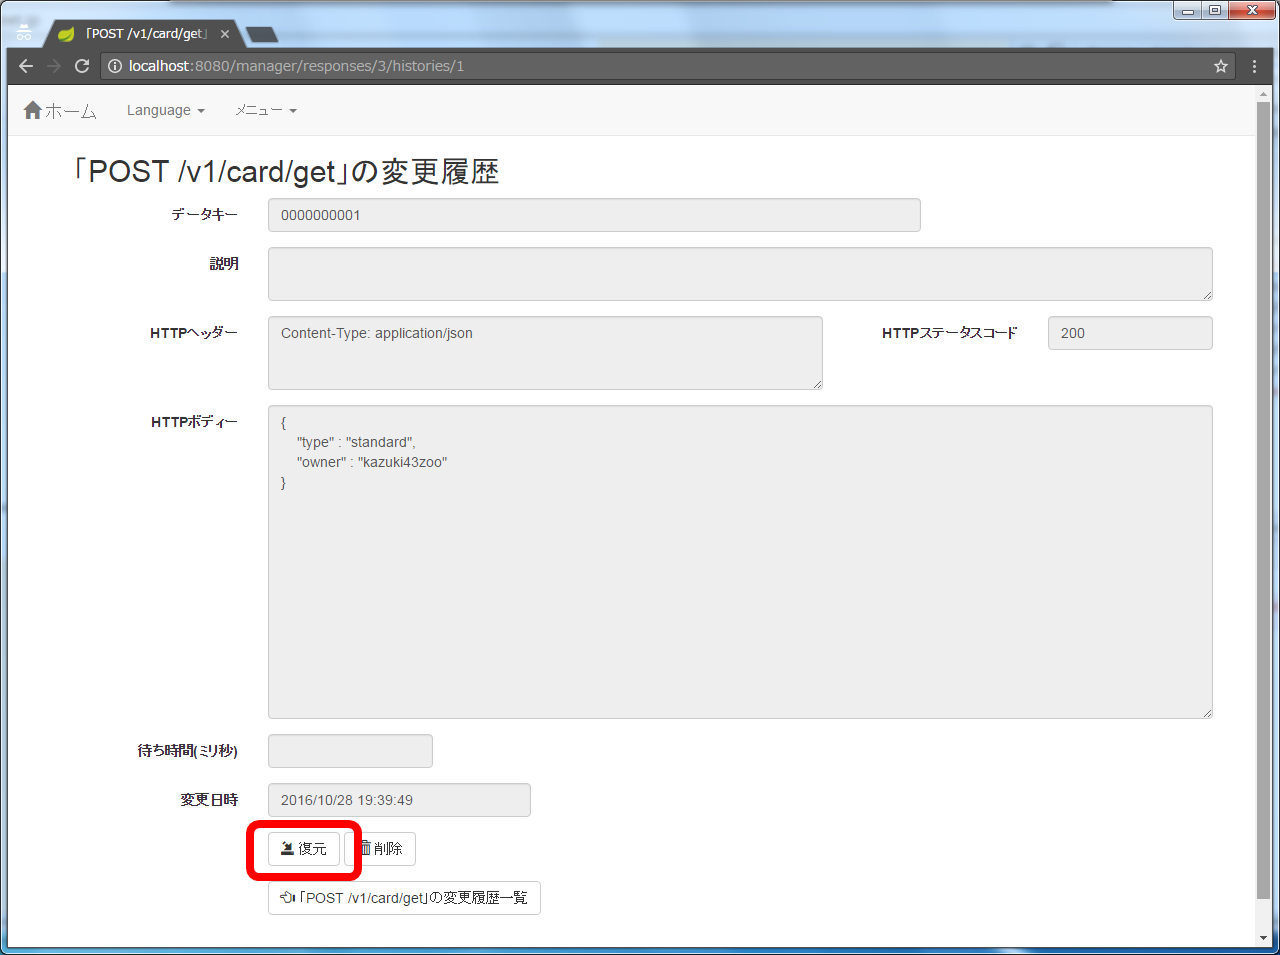 「POST /v1/card/get」
localhost:8080/manager/responses/3/histories/1
ホーム Language メニュー
「POST /v1/card/get」の変更履歴
データキー 0000000001
説明
HTTPヘッダー Content-Type: application/json HTTPステータスコード 200
HTTPボディー {
"type" : "standard",
"owner" : "kazuki43zoo"
}
待ち時間(ミリ秒)
変更日時 2016/10/28 19:39:49
復元 削除
「POST /v1/card/get」の変更履歴一覧